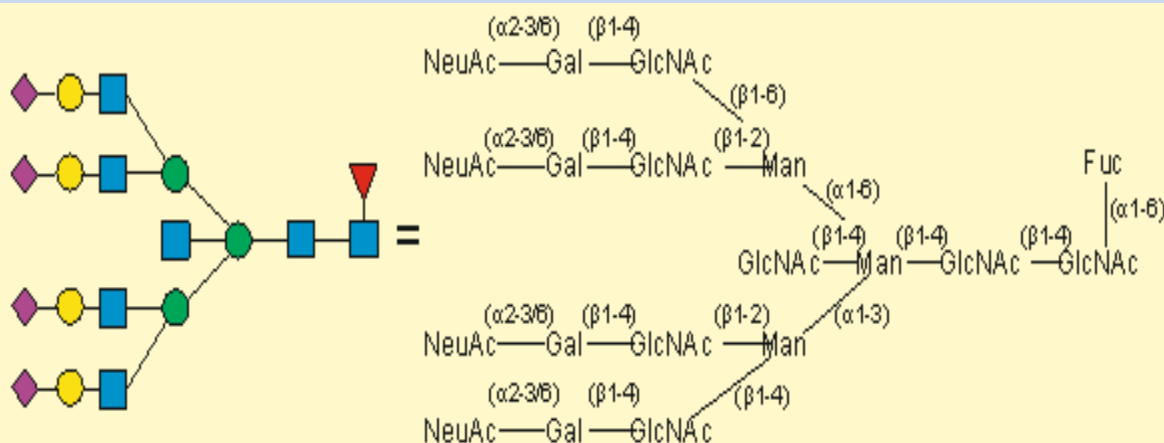 (α2-3/6) (β1-4)
NeuAc Gal GlcNAc
(β1-6)
(α2-3/6) (β1-4) (β1-2)
NeuAc Gal GlcNAc Man
Fuc
(α1-6)
(α1-6)
=
(β1-4) (β1-4) (β1-4)
GlcNAc Man GlcNAc GlcNAc
(α1-3)
(α2-3/6) (β1-4) (β1-2)
NeuAc Gal GlcNAc Man
(α2-3/6) (β1-4) (β1-4)
NeuAc Gal GlcNAc